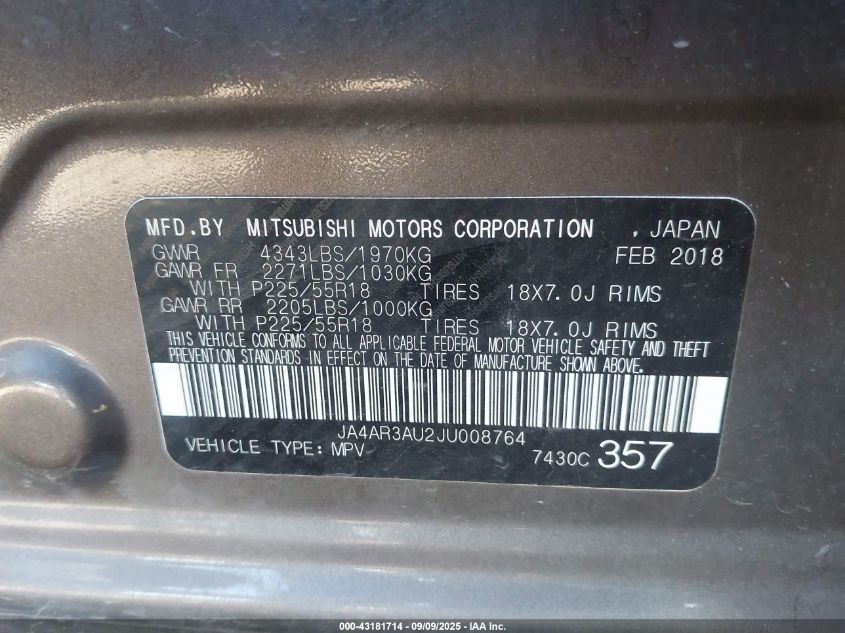 MFD.BY MITSUBISHI MOTORS CORPORATION , JAPAN
GVWR 4343LBS/1970KG FEB 2018
GAWR FR 2271LBS/1030KG
WITH P225/55R18 TIRES 18X7.0J RIMS
GAWR RR 2205LBS/1000KG
WITH P225/55R18 TIRES 18X7.0J RIMS
THIS VEHICLE CONFORMS TO ALL APPLICABLE FEDERAL MOTOR VEHICLE SAFETY AND THEFT
PREVENTION STANDARDS IN EFFECT ON THE DATE OF MANUFACTURE SHOWN ABOVE.
JA4AR3AU2JU008764
VEHICLE TYPE: MPV 7430C 357
000-43181714 - 09/09/2025 - IAA Inc.